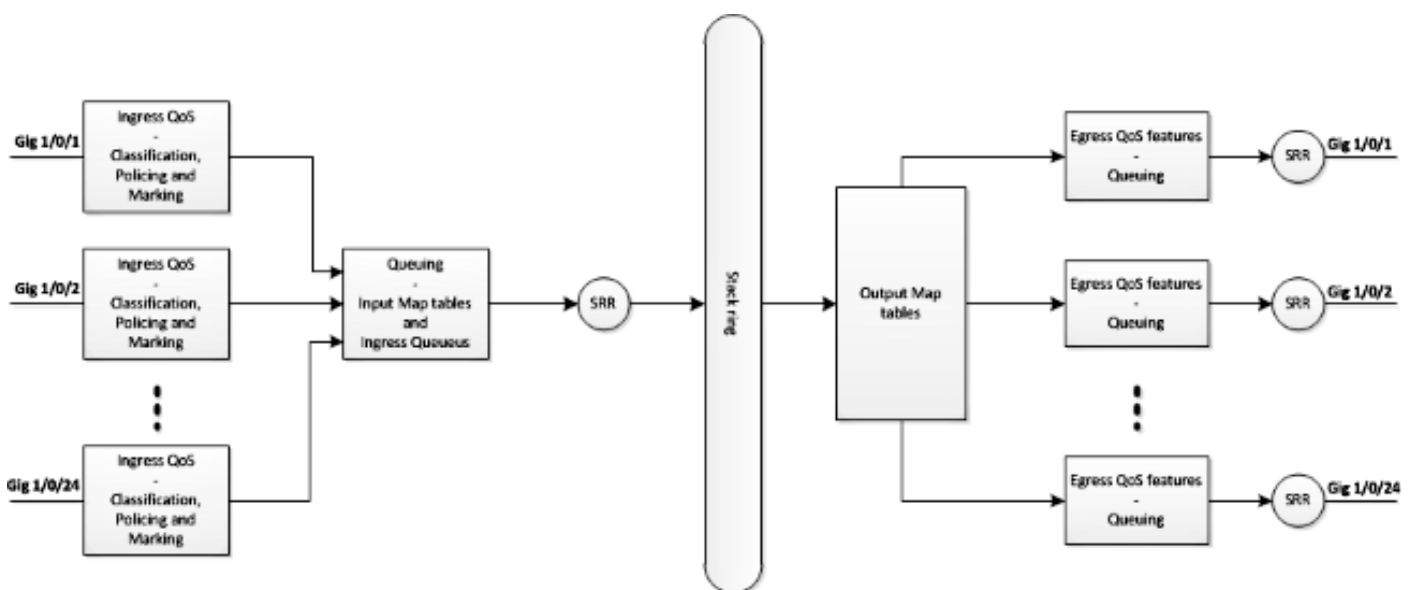 Gig 1/0/1
Ingress QoS
-
Classification,
Policing and
Marking
Gig 1/0/2
Ingress QoS
-
Classification,
Policing and
Marking
Gig 1/0/24
Ingress QoS
-
Classification,
Policing and
Marking
Queuing
-
Input Map tables
and
Ingress Queueus
SRR
Stack ring
Output Map
tables
Egress QoS features
-
Queuing
SRR
Gig 1/0/1
Egress QoS features
-
Queuing
SRR
Gig 1/0/2
Egress QoS features
-
Queuing
SRR
Gig 1/0/24